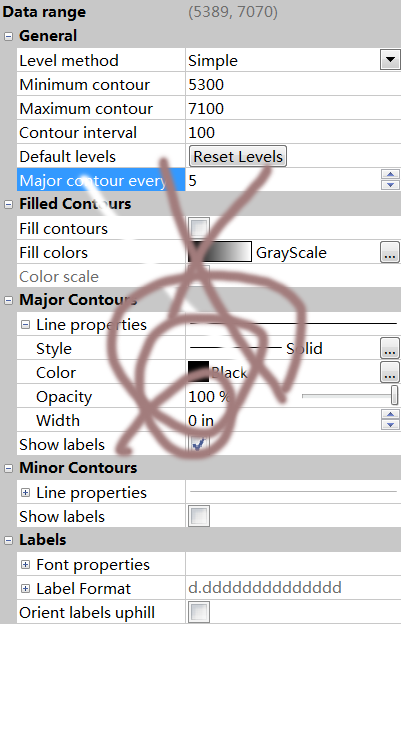 Data range (5389, 7070)
General
Level method Simple
Minimum contour 5300
Maximum contour 7100
Contour interval 100
Default levels Reset Levels
Major contour every 5
Filled Contours
Fill contours
Fill colors GrayScale ...
Color scale
Major Contours
Line properties
Style Solid ...
Color Black ...
Opacity 100 %
Width 0 in
Show labels
Minor Contours
Line properties
Show labels
Labels
Font properties
Label Format d.dddddddddddddd
Orient labels uphill